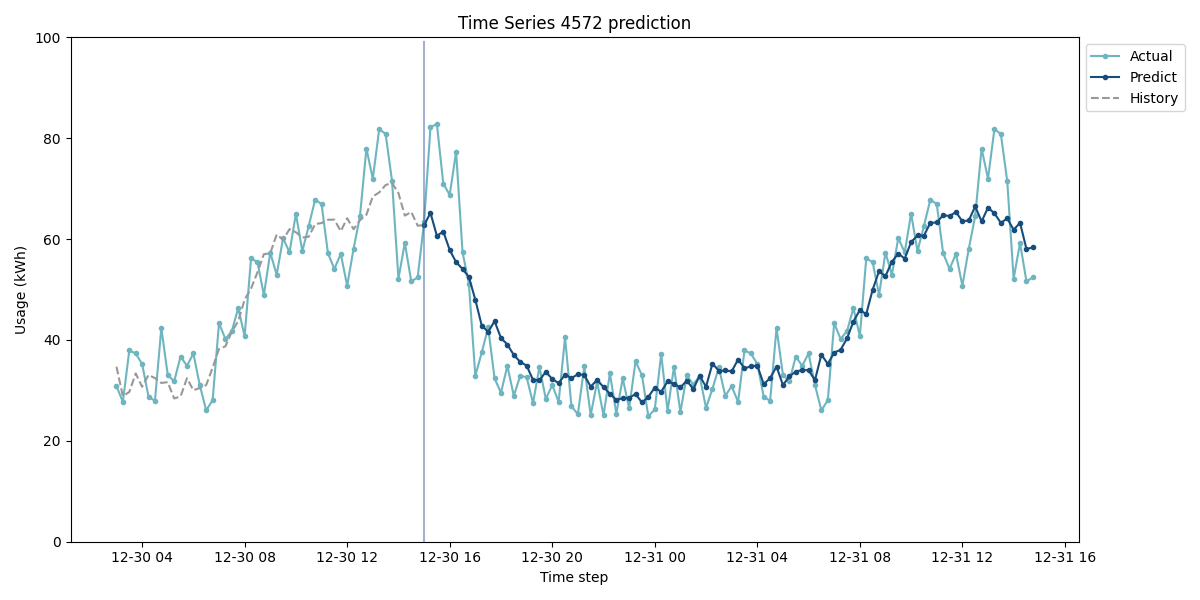 Time Series 4572 prediction
Usage (kWh)
100
80
60
40
20
0
12-30 04
12-30 08
12-30 12
12-30 16
12-30 20
12-31 00
12-31 04
12-31 08
12-31 12
12-31 16
Time step
Actual
Predict
History